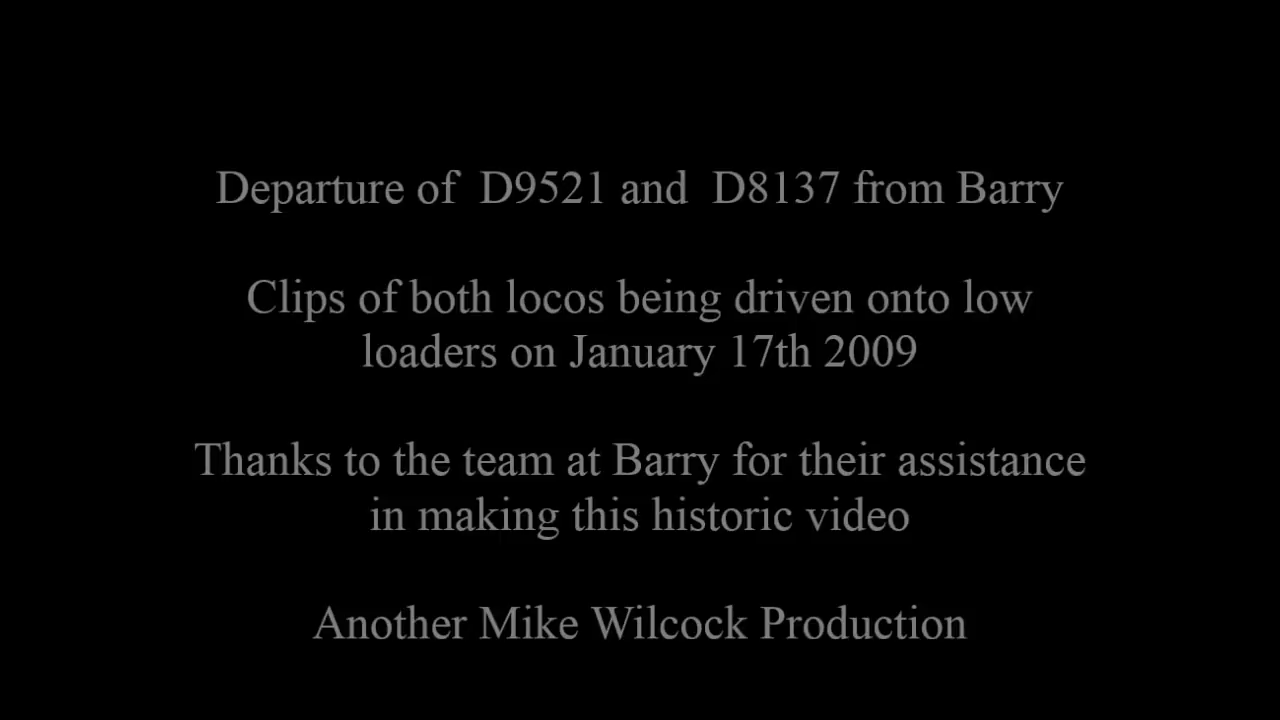 Departure of D9521 and D8137 from Barry
Clips of both locos being driven onto low
loaders on January 17th 2009
Thanks to the team at Barry for their assistance
in making this historic video
Another Mike Wilcock Production